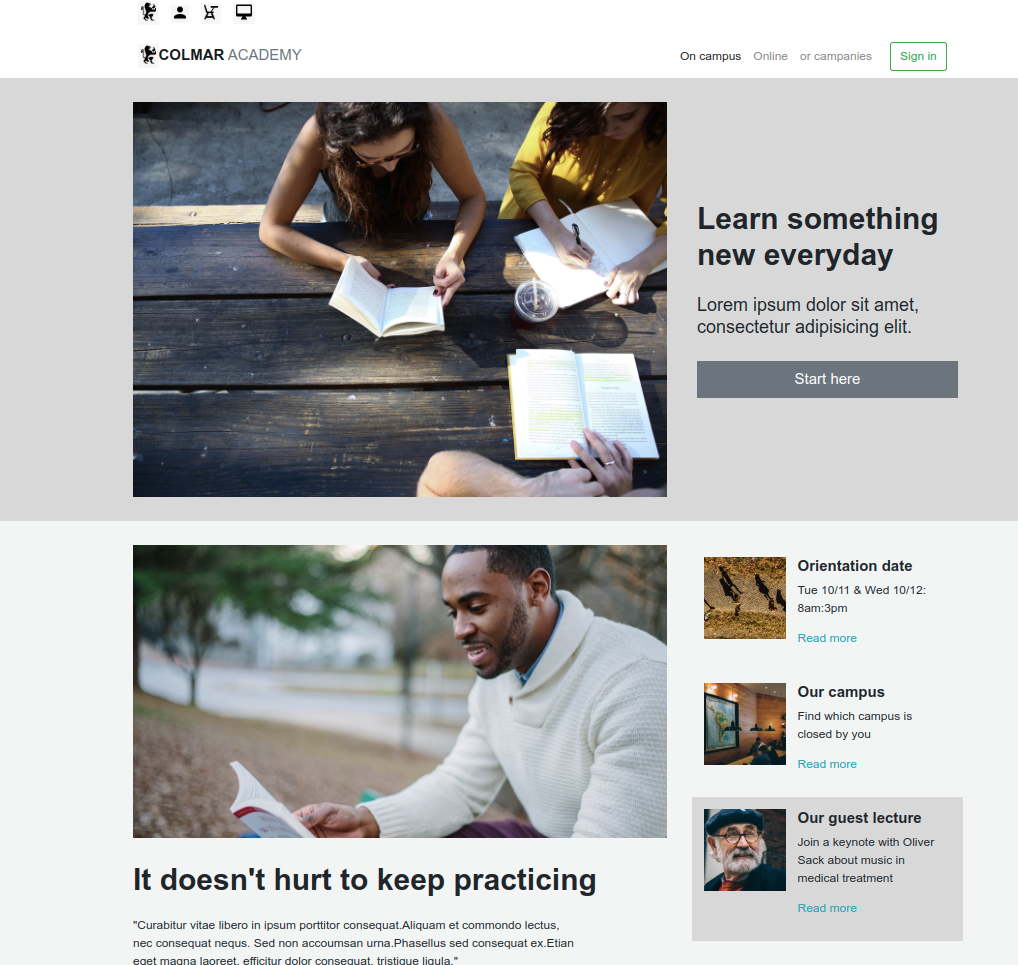 COLMAR ACADEMY
On campus Online or campanies Sign in
Learn something
new everyday
Lorem ipsum dolor sit amet,
consectetur adipisicing elit.
Start here
Orientation date
Tue 10/11 & Wed 10/12:
8am:3pm
Read more
Our campus
Find which campus is
closed by you
Read more
Our guest lecture
Join a keynote with Oliver
Sack about music in
medical treatment
Read more
It doesn't hurt to keep practicing
"Curabitur vitae libero in ipsum porttitor consequat.Aliquam et commondo lectus,
nec consequat nequs. Sed non accoumsan urna.Phasellus sed consequat ex.Etian
eget magna laoreet, efficitur dolor consequat, tristique ligula."